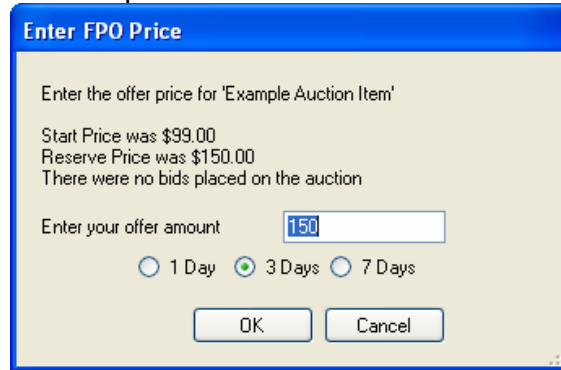 Enter FPO Price
Enter the offer price for 'Example Auction Item'
Start Price was $99.00
Reserve Price was $150.00
There were no bids placed on the auction
Enter your offer amount 150
1 Day 3 Days 7 Days
OK Cancel